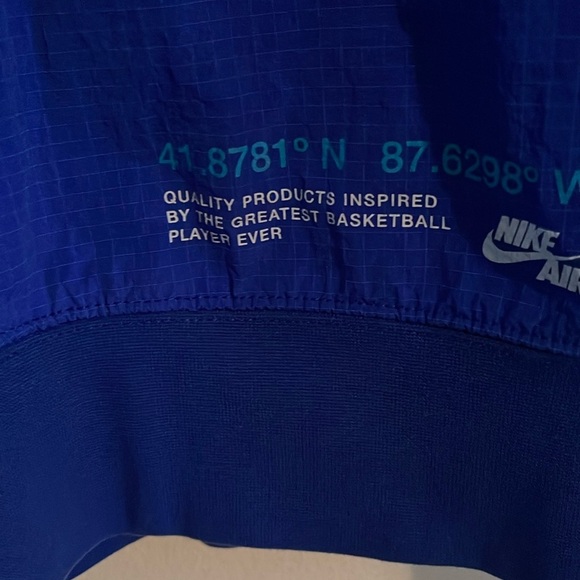 41.8781° N 87.6298° W
QUALITY PRODUCTS INSPIRED
BY THE GREATEST BASKETBALL
PLAYER EVER
NIKE
AIR